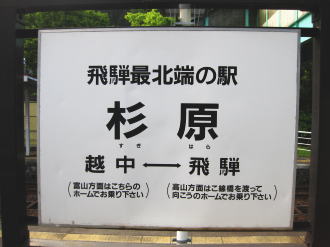 飛騨最北端の駅
杉原
すぎ はら
越中 ←→ 飛騨
(富山方面はこちらの
ホームでお乗り下さい)
(高山方面はこ線橋を渡って
向こうのホームでお乗り下さい)